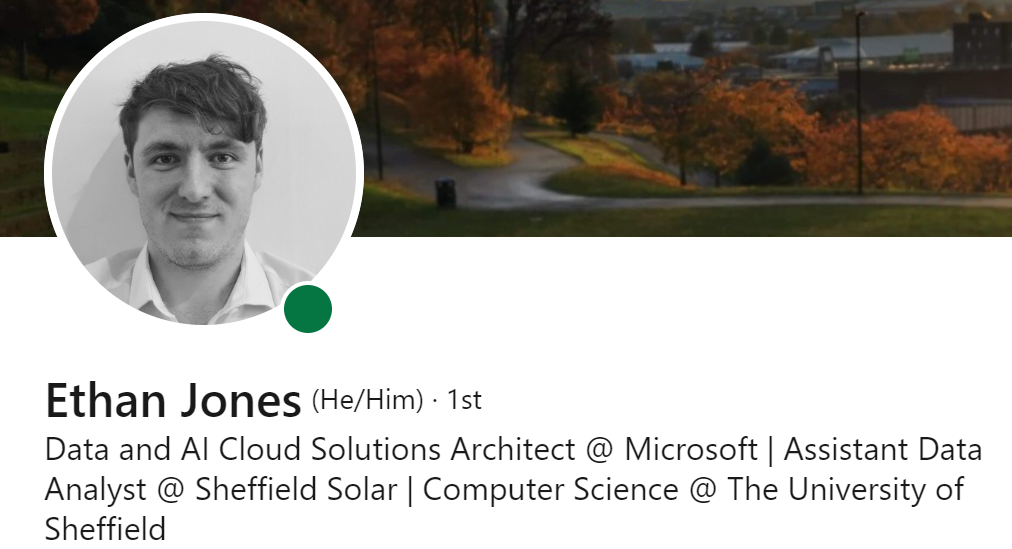 Ethan Jones (He/Him) · 1st
Data and AI Cloud Solutions Architect @ Microsoft | Assistant Data
Analyst @ Sheffield Solar | Computer Science @ The University of
Sheffield